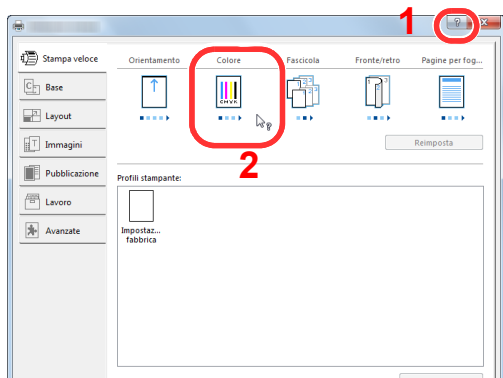 1
?
Stampa veloce
Orientamento
Colore
Fascicola
Fronte/retro
Pagine per fog...
CMYK
Base
Layout
2
Immagini
Reimposta
Pubblicazione
Profili stampante:
Lavoro
Avanzate
Impostaz...
fabbrica